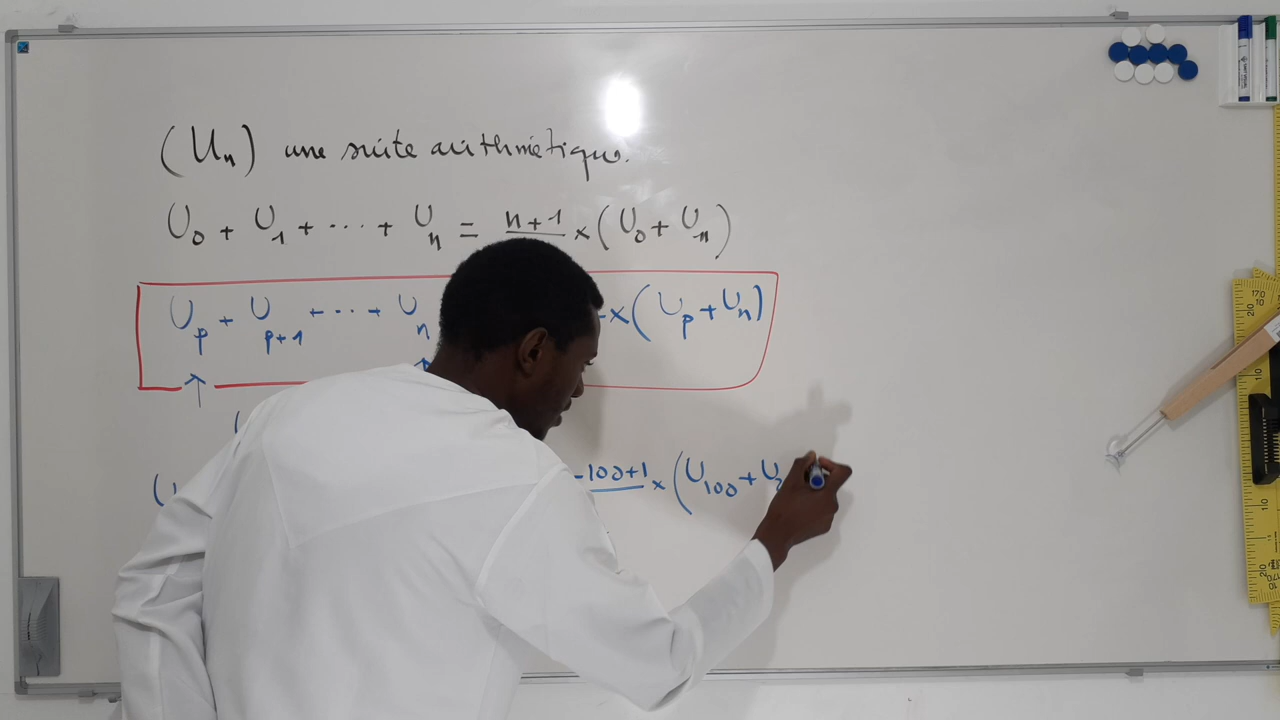 (Uₙ) une suite arithmétique.
U₀ + U₁ + ... + Uₙ = n+1 × (U₀ + Uₙ)
Uₚ + Uₚ₊₁ + ... + Uₙ × (Uₚ + Uₙ)
-100+1 × (U₁₀₀ + U